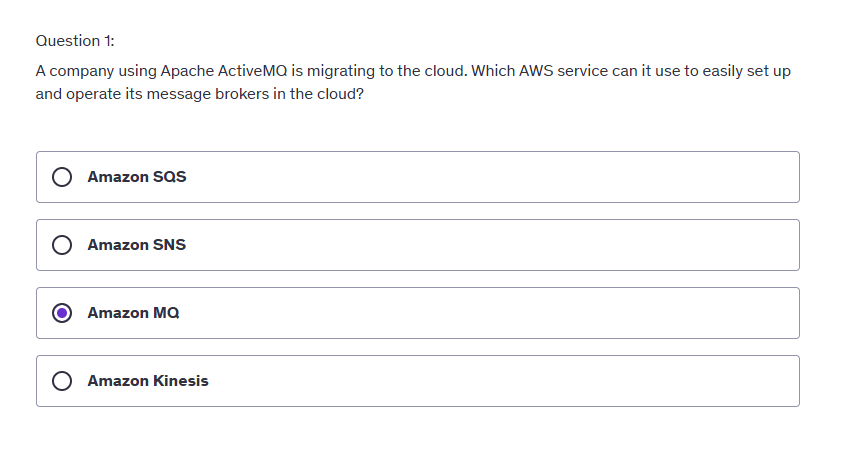 Question 1:
A company using Apache ActiveMQ is migrating to the cloud. Which AWS service can it use to easily set up
and operate its message brokers in the cloud?
Amazon SQS
Amazon SNS
Amazon MQ
Amazon Kinesis